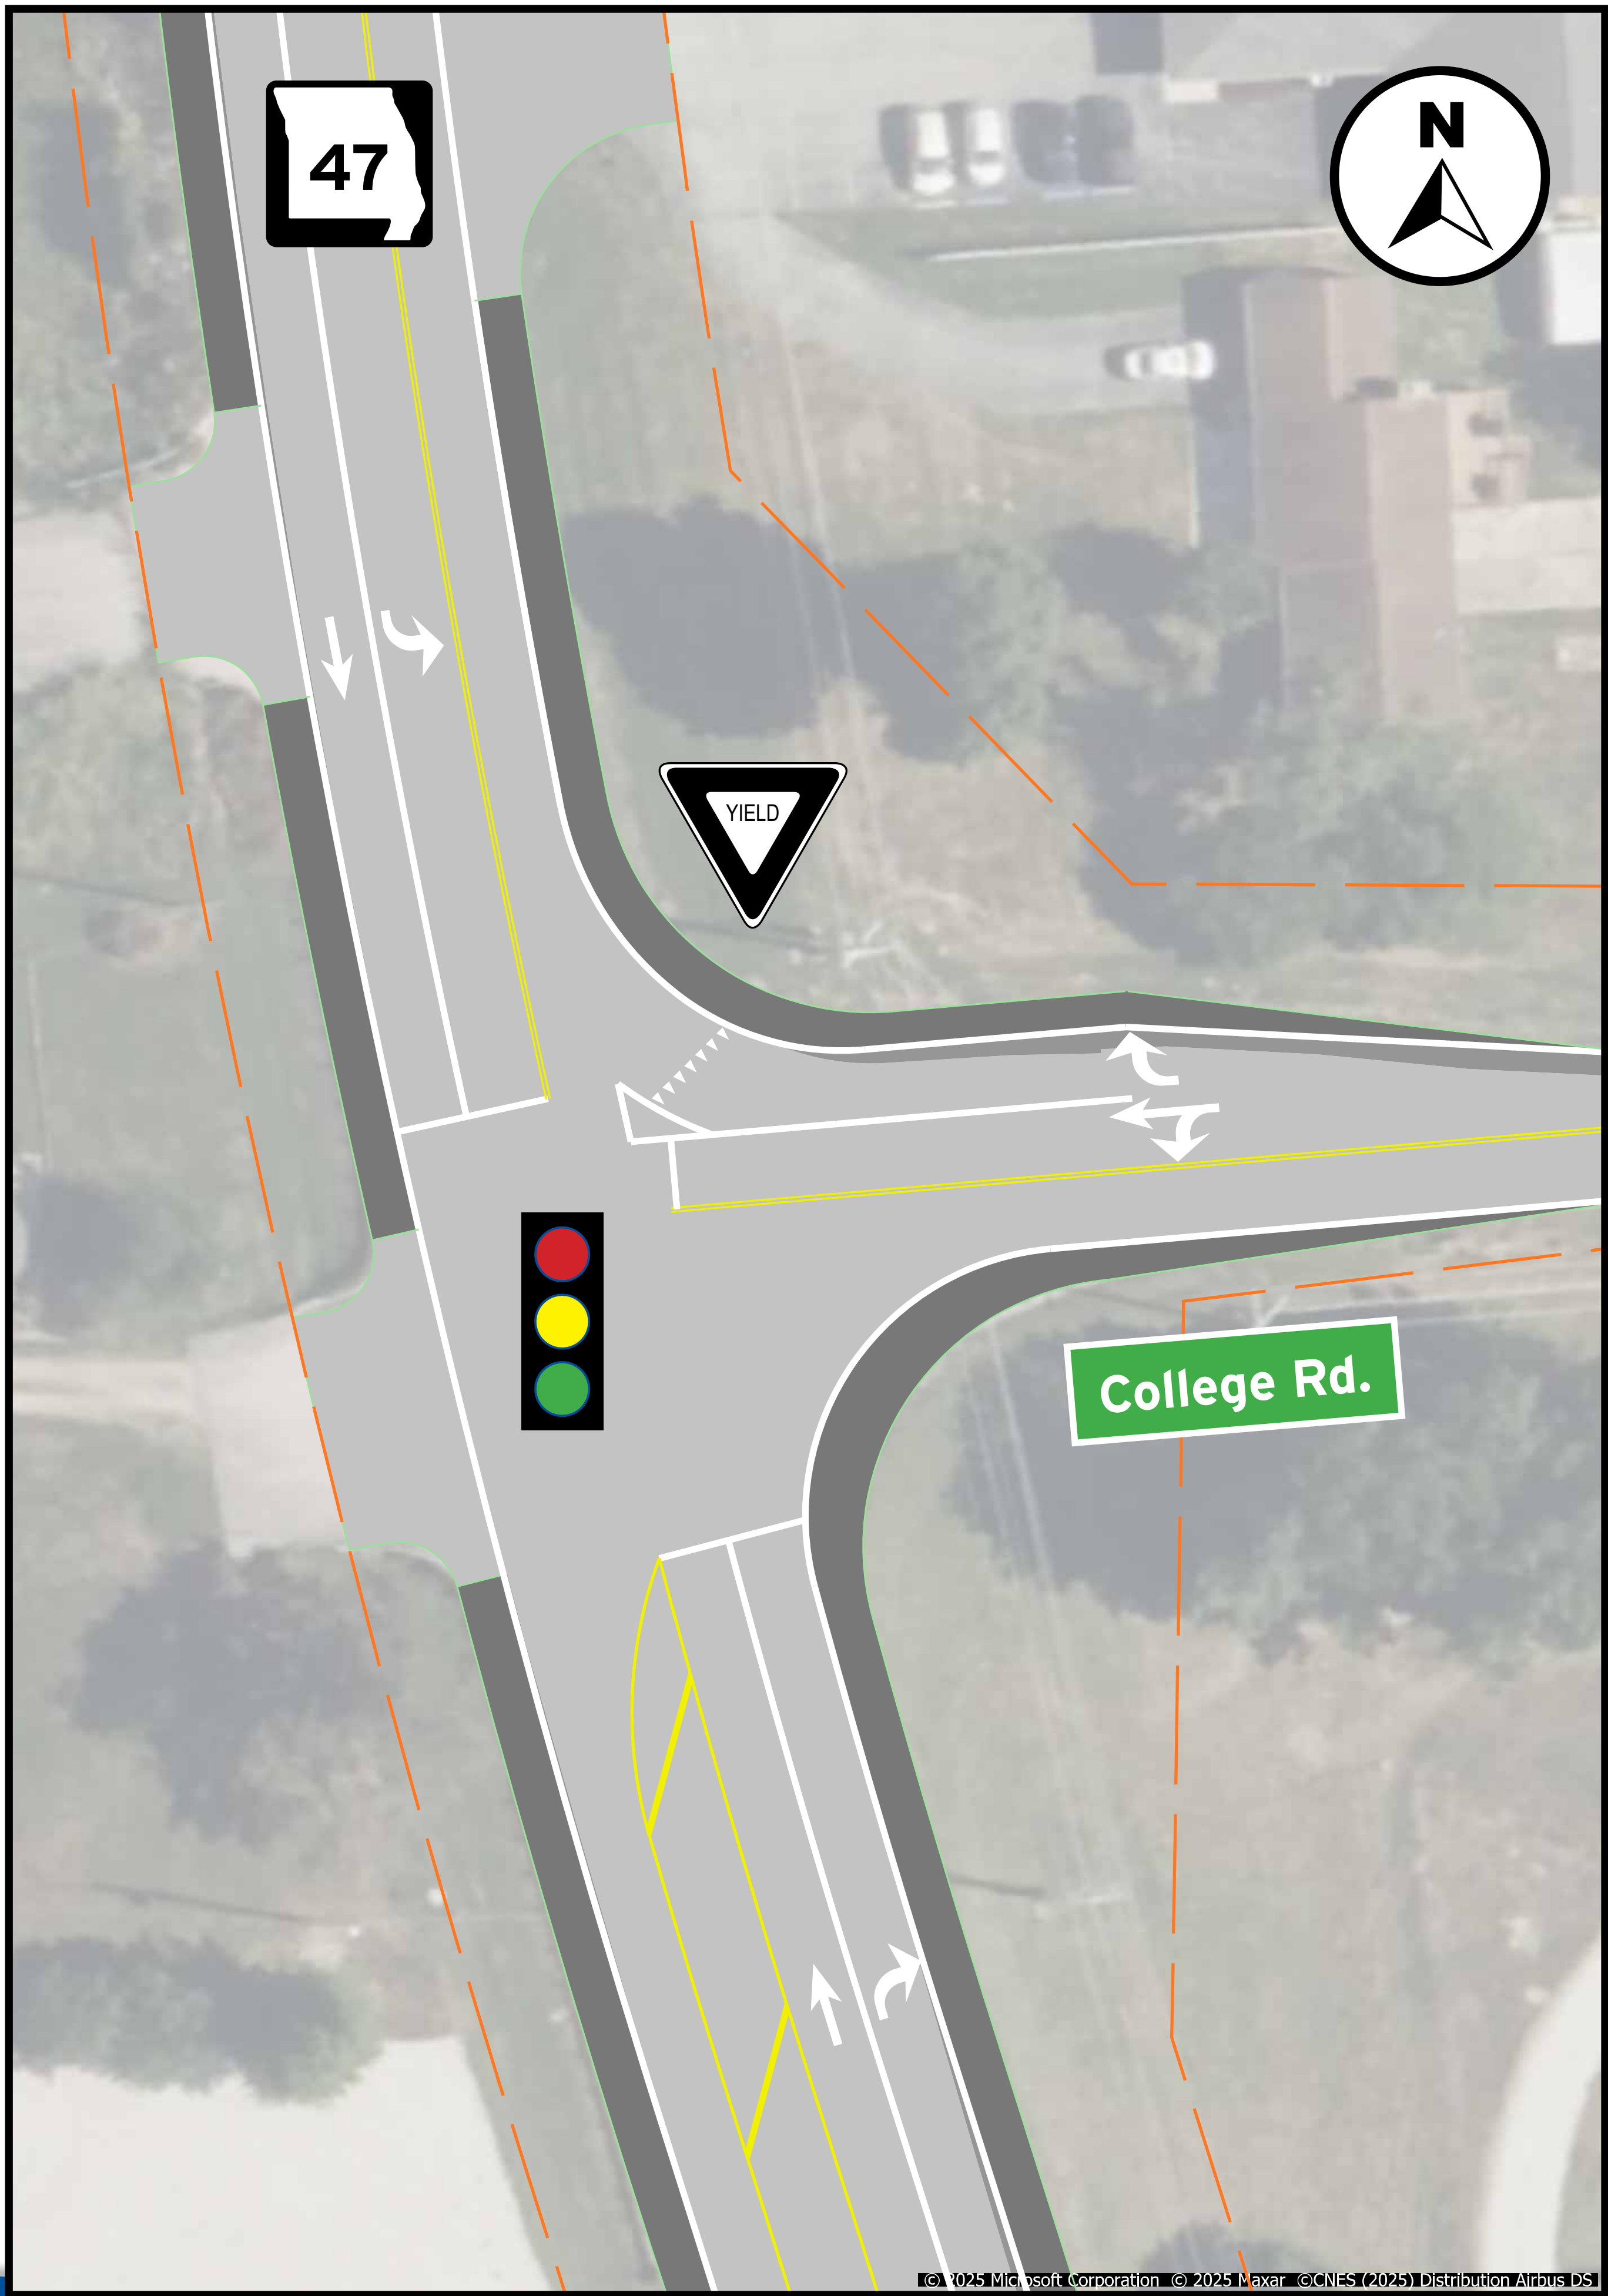 N
47
YIELD
College Rd.
© 2025 Microsoft Corporation © 2025 Maxar ©CNES (2025) Distribution Airbus DS